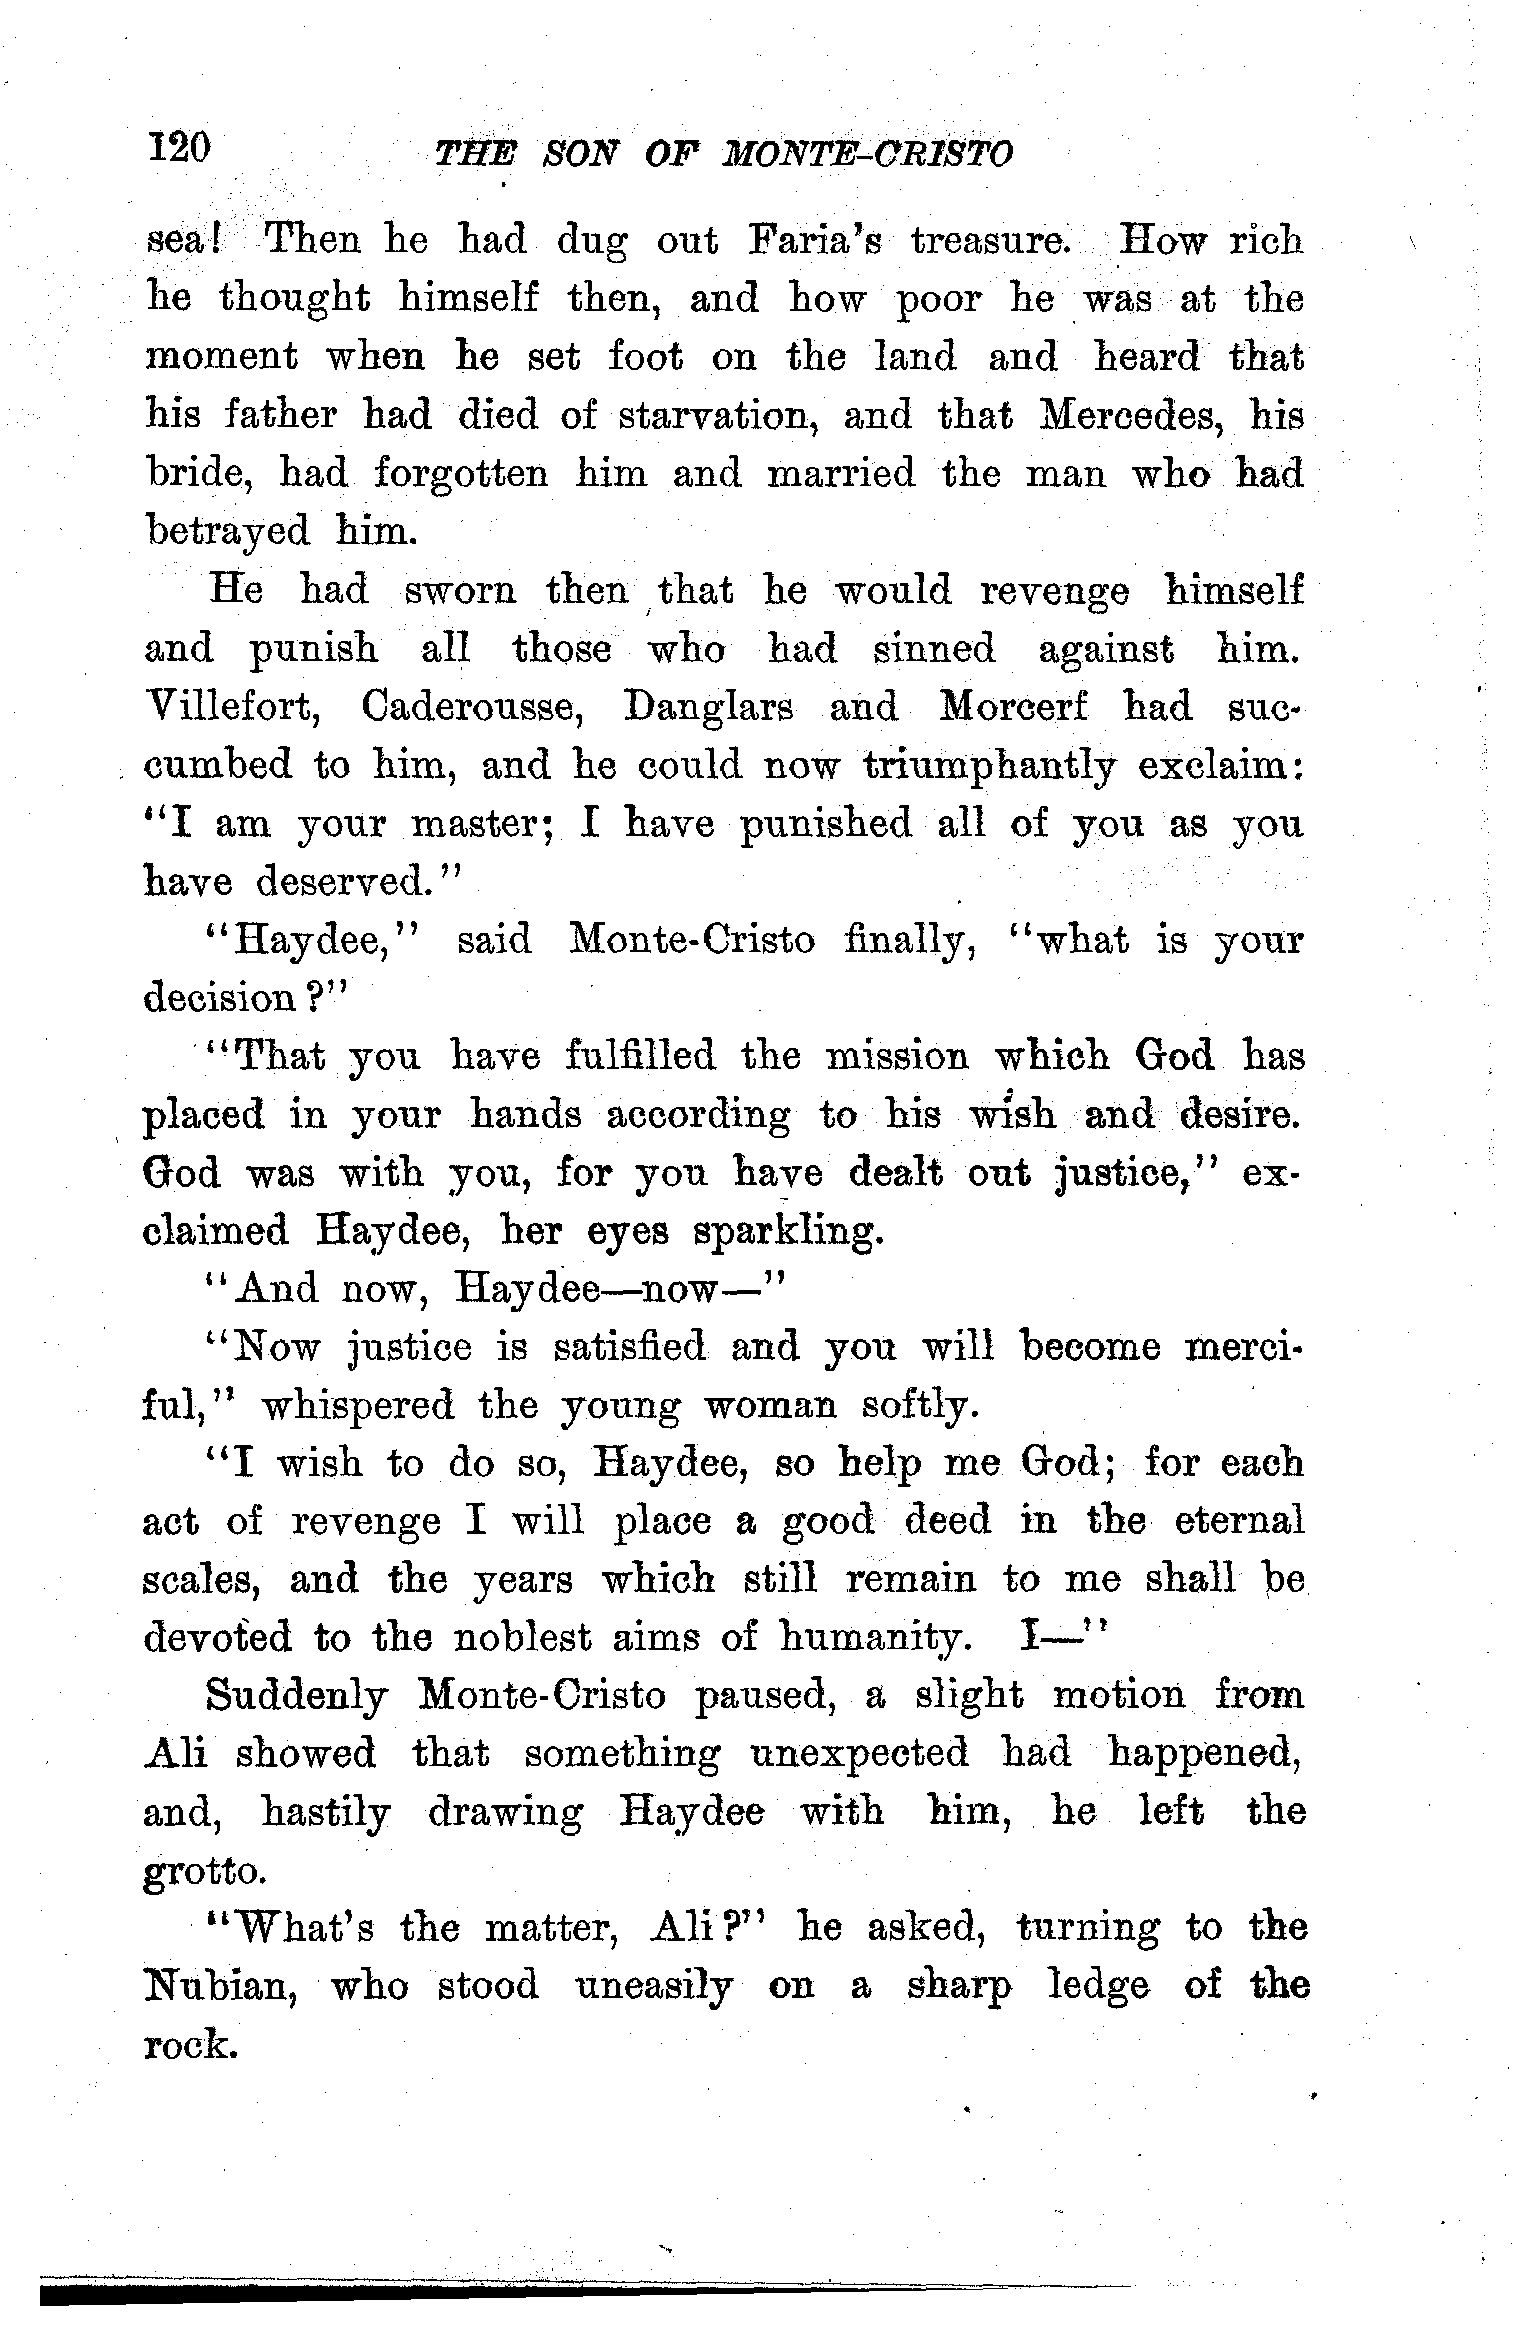 120 THE SON OF MONTE-CRISTO
sea! Then he had dug out Faria's treasure. How rich
he thought himself then, and how poor he was at the
moment when he set foot on the land and heard that
his father had died of starvation, and that Mercedes, his
bride, had forgotten him and married the man who had
betrayed him.
He had sworn then that he would revenge himself
and punish all those who had sinned against him.
Villefort, Caderousse, Danglars and Morcerf had suc-
cumbed to him, and he could now triumphantly exclaim:
"I am your master; I have punished all of you as you
have deserved."
"Haydee," said Monte-Cristo finally, "what is your
decision?"
"That you have fulfilled the mission which God has
placed in your hands according to his wish and desire.
God was with you, for you have dealt out justice," ex-
claimed Haydee, her eyes sparkling.
"And now, Haydee—now—"
"Now justice is satisfied and you will become merci-
ful," whispered the young woman softly.
"I wish to do so, Haydee, so help me God; for each
act of revenge I will place a good deed in the eternal
scales, and the years which still remain to me shall be
devoted to the noblest aims of humanity. I—"
Suddenly Monte-Cristo paused, a slight motion from
Ali showed that something unexpected had happened,
and, hastily drawing Haydee with him, he left the
grotto.
"What's the matter, Ali?" he asked, turning to the
Nubian, who stood uneasily on a sharp ledge of the
rock.